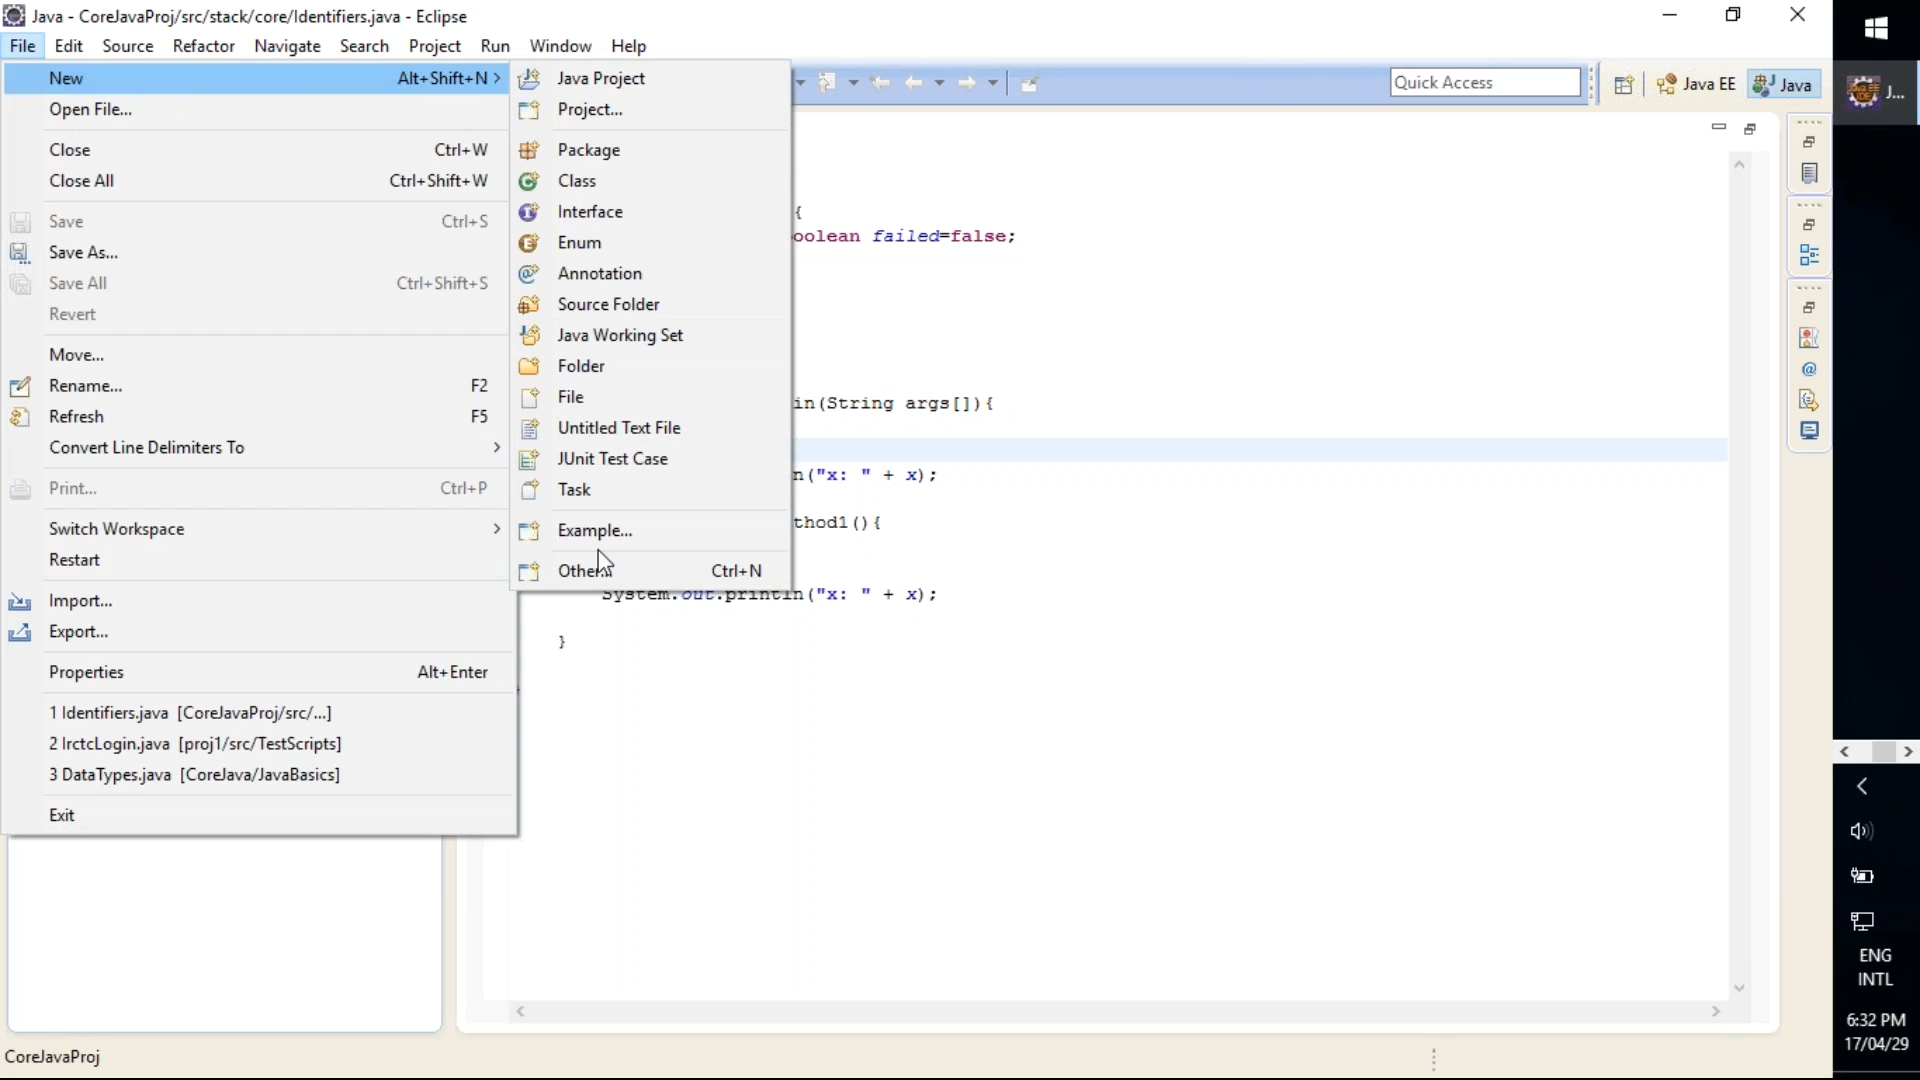 Java - CoreJavaProj/src/stack/core/Identifiers.java - Eclipse
File Edit Source Refactor Navigate Search Project Run Window Help
New Alt+Shift+N
Open File...
Close Ctrl+W
Close All Ctrl+Shift+W
Save Ctrl+S
Save As...
Save All Ctrl+Shift+S
Revert
Move...
Rename... F2
Refresh F5
Convert Line Delimiters To
Print... Ctrl+P
Switch Workspace
Restart
Import...
Export...
Properties Alt+Enter
1 Identifiers.java [CoreJavaProj/src/...]
2 IrctcLogin.java [proj1/src/TestScripts]
3 DataTypes.java [CoreJava/JavaBasics]
Exit
Java Project
Project...
Package
Class
Interface
Enum
Annotation
Source Folder
Java Working Set
Folder
File
Untitled Text File
JUnit Test Case
Task
Example...
Other... Ctrl+N
Quick Access
Java EE
Java
{
oolean failed=false;
in(String args[]){
n("x: " + x);
thod1(){
System.out.println("x: " + x);
}
CoreJavaProj
J...
ENG
INTL
6:32 PM
17/04/29